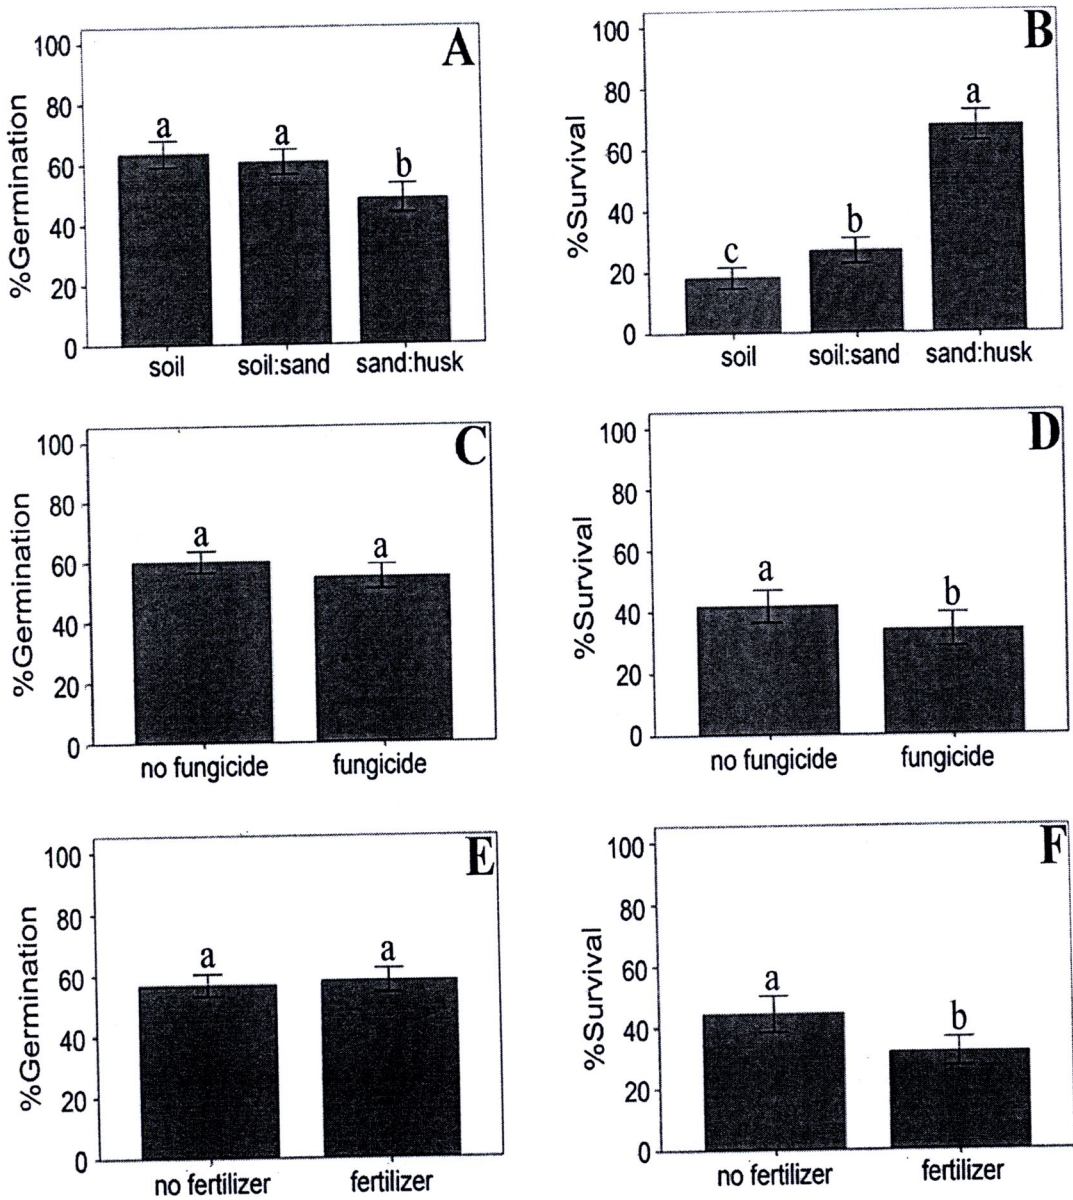 A
%Germination
100
80
60
40
20
0
a
a
b
soil
soil:sand
sand:husk
B
%Survival
100
80
60
40
20
0
c
b
a
soil
soil:sand
sand:husk
C
%Germination
100
80
60
40
20
0
a
a
no fungicide
fungicide
D
%Survival
100
80
60
40
20
0
a
b
no fungicide
fungicide
E
%Germination
100
80
60
40
20
0
a
a
no fertilizer
fertilizer
F
%Survival
100
80
60
40
20
0
a
b
no fertilizer
fertilizer